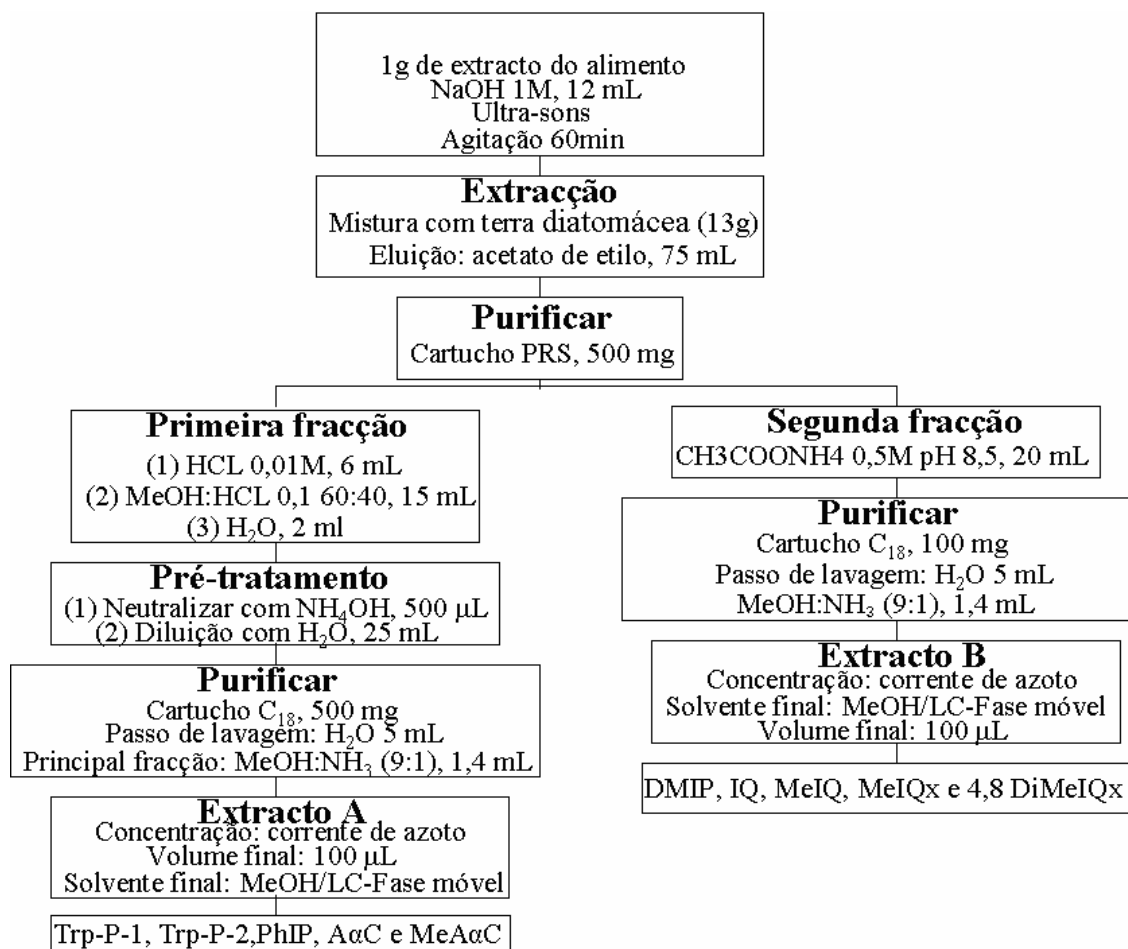 1g de extracto do alimento
NaOH 1M, 12 mL
Ultra-sons
Agitação 60min
Extracção
Mistura com terra diatomácea (13g)
Eluição: acetato de etilo, 75 mL
Purificar
Cartucho PRS, 500 mg
Primeira fracção
(1) HCL 0,01M, 6 mL
(2) MeOH:HCL 0,1 60:40, 15 mL
(3) H₂O, 2 ml
Pré-tratamento
(1) Neutralizar com NH₄OH, 500 µL
(2) Diluição com H₂O, 25 mL
Purificar
Cartucho C₁₈, 500 mg
Passo de lavagem: H₂O 5 mL
Principal fracção: MeOH:NH₃ (9:1), 1,4 mL
Extracto A
Concentração: corrente de azoto
Volume final: 100 µL
Solvente final: MeOH/LC-Fase móvel
Trp-P-1, Trp-P-2,PhIP, AαC e MeAαC
Segunda fracção
CH3COONH4 0,5M pH 8,5, 20 mL
Purificar
Cartucho C₁₈, 100 mg
Passo de lavagem: H₂O 5 mL
MeOH:NH₃ (9:1), 1,4 mL
Extracto B
Concentração: corrente de azoto
Solvente final: MeOH/LC-Fase móvel
Volume final: 100 µL
DMIP, IQ, MeIQ, MeIQx e 4,8 DiMeIQx